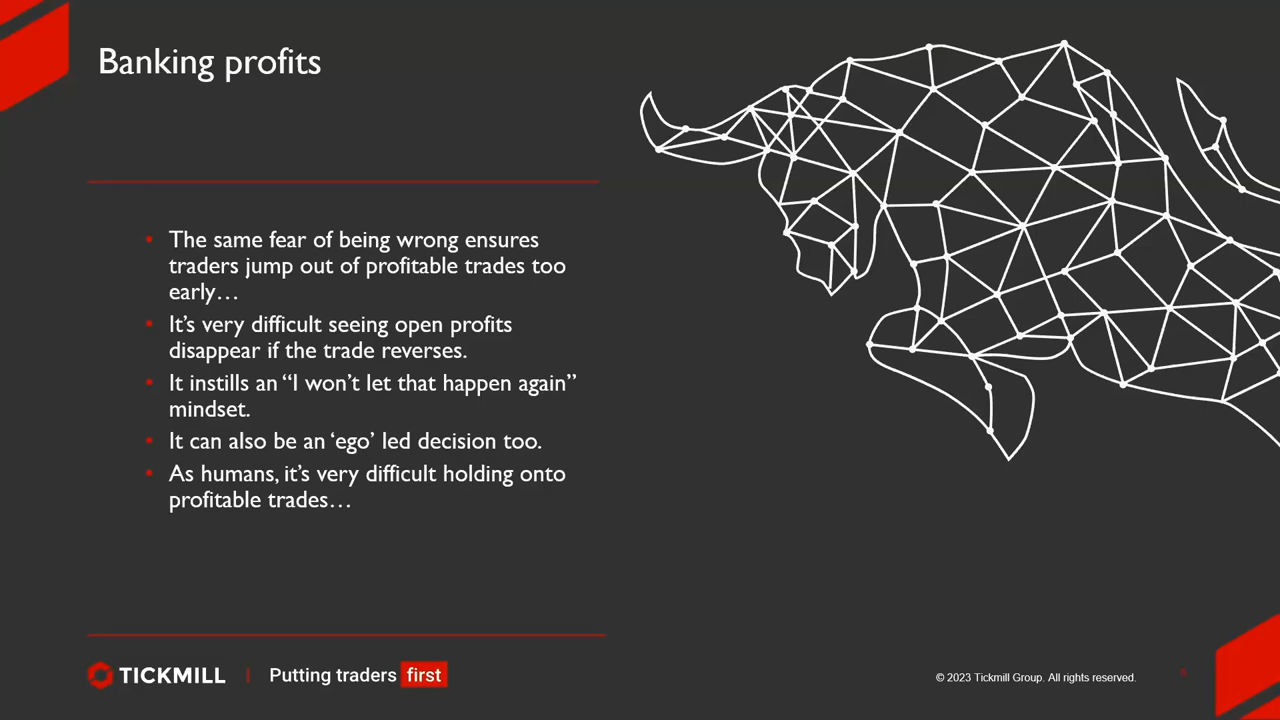 Banking profits
• The same fear of being wrong ensures
traders jump out of profitable trades too
early…
• It’s very difficult seeing open profits
disappear if the trade reverses.
• It instills an “I won’t let that happen again”
mindset.
• It can also be an ‘ego’ led decision too.
• As humans, it’s very difficult holding onto
profitable trades…
TICKMILL | Putting traders first
© 2023 Tickmill Group. All rights reserved.